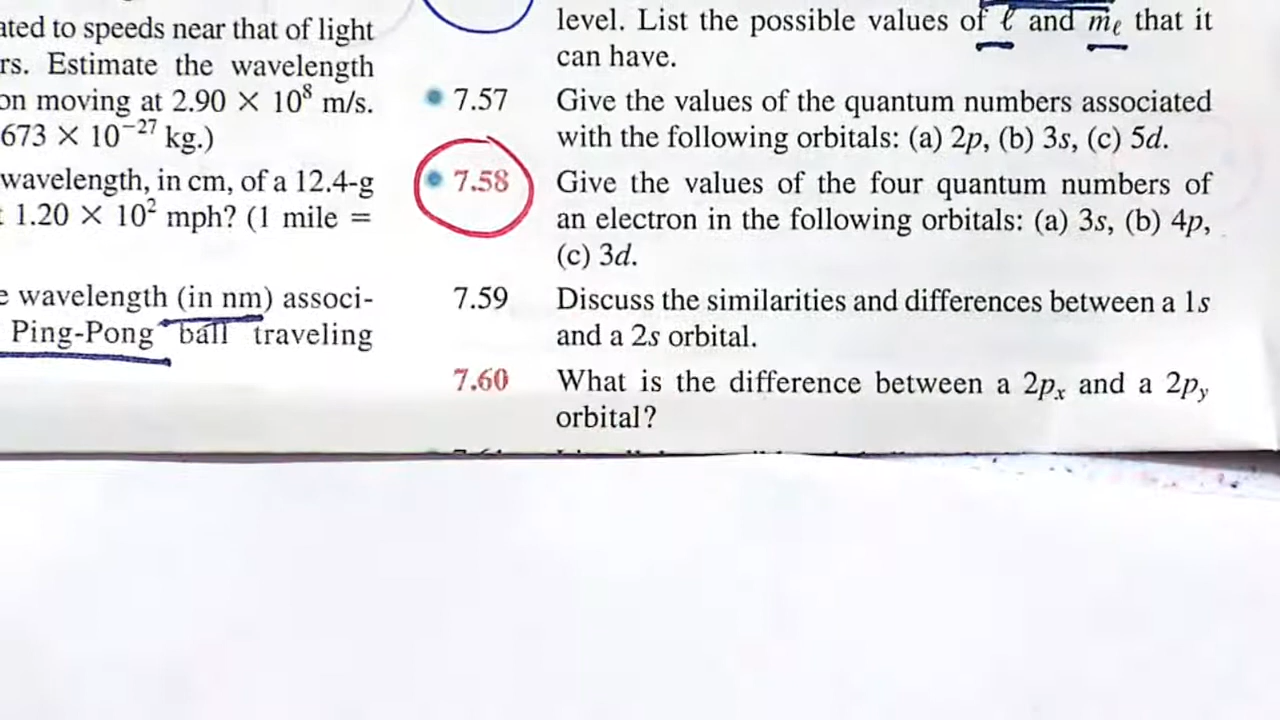 ated to speeds near that of light
rs. Estimate the wavelength
on moving at 2.90 × 10⁸ m/s.
673 × 10⁻²⁷ kg.)
wavelength, in cm, of a 12.4-g
1.20 × 10² mph? (1 mile =
e wavelength (in nm) associ-
Ping-Pong ball traveling
level. List the possible values of ℓ and mℓ that it
can have.
7.57 Give the values of the quantum numbers associated
with the following orbitals: (a) 2p, (b) 3s, (c) 5d.
7.58 Give the values of the four quantum numbers of
an electron in the following orbitals: (a) 3s, (b) 4p,
(c) 3d.
7.59 Discuss the similarities and differences between a 1s
and a 2s orbital.
7.60 What is the difference between a 2pₓ and a 2pᵧ
orbital?